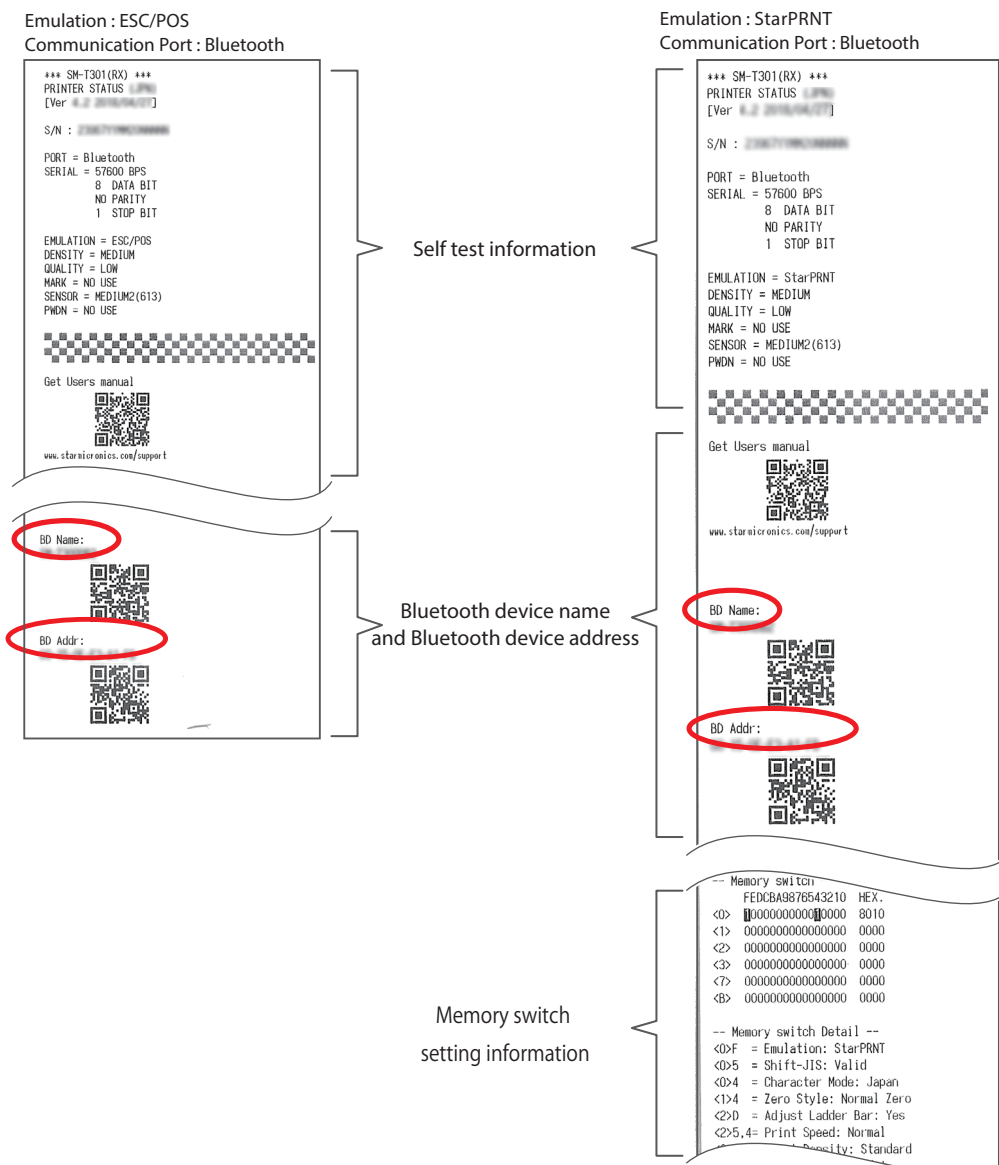 Emulation : ESC/POS
Communication Port : Bluetooth
*** SM-T301(RX) ***
PRINTER STATUS
[Ver ]
S/N :
PORT = Bluetooth
SERIAL = 57600 BPS
8 DATA BIT
NO PARITY
1 STOP BIT
EMULATION = ESC/POS
DENSITY = MEDIUM
QUALITY = LOW
MARK = NO USE
SENSOR = MEDIUM2(613)
PWDN = NO USE
Get Users manual
www.starmicronics.com/support
BD Name:
BD Addr:
Self test information
Bluetooth device name
and Bluetooth device address
Memory switch
setting information
Emulation : StarPRNT
Communication Port : Bluetooth
*** SM-T301(RX) ***
PRINTER STATUS
[Ver ]
S/N :
PORT = Bluetooth
SERIAL = 57600 BPS
8 DATA BIT
NO PARITY
1 STOP BIT
EMULATION = StarPRNT
DENSITY = MEDIUM
QUALITY = LOW
MARK = NO USE
SENSOR = MEDIUM2(613)
PWDN = NO USE
Get Users manual
www.starmicronics.com/support
BD Name:
BD Addr:
-- Memory switch
FEDCBA9876543210 HEX.
<0> 1000000000010000 8010
<1> 0000000000000000 0000
<2> 0000000000000000 0000
<3> 0000000000000000 0000
<7> 0000000000000000 0000
<B> 0000000000000000 0000
-- Memory switch Detail --
<0>F = Emulation: StarPRNT
<0>5 = Shift-JIS: Valid
<0>4 = Character Mode: Japan
<1>4 = Zero Style: Normal Zero
<2>D = Adjust Ladder Bar: Yes
<2>5,4= Print Speed: Normal
Density: Standard